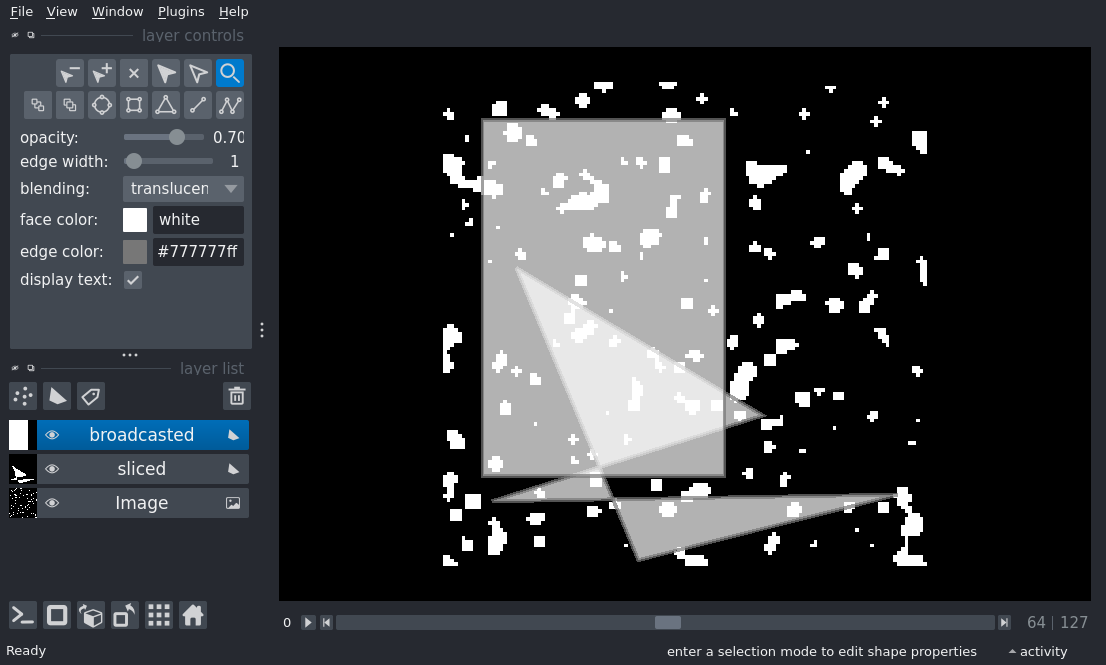 File View Window Plugins Help
layer controls
opacity: 0.70
edge width: 1
blending: translucen
face color: white
edge color: #777777ff
display text:
layer list
broadcasted
sliced
Image
0 64 | 127
Ready enter a selection mode to edit shape properties activity